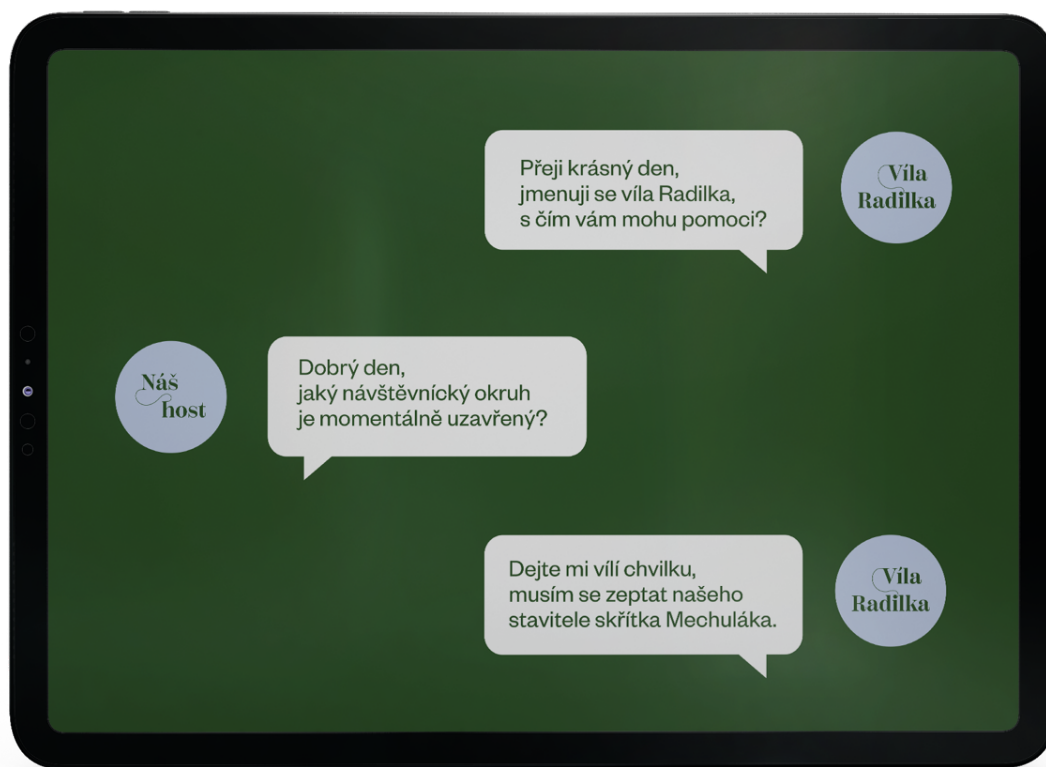 Přeji krásný den,
jmenuji se víla Radilka,
s čím vám mohu pomoci?
Víla
Radilka
Náš
host
Dobrý den,
jaký návštěvnícký okruh
je momentálně uzavřený?
Dejte mi vílí chvilku,
musím se zeptat našeho
stavitele skřítka Mechuláka.
Víla
Radilka